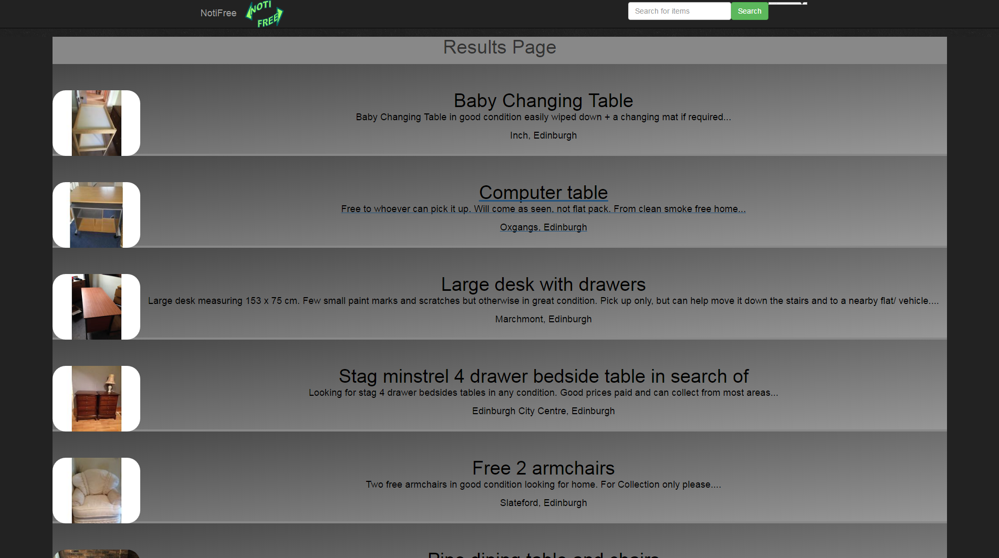 NotiFree
NOTI
FREE
Search for items
Search
Results Page
Baby Changing Table
Baby Changing Table in good condition easily wiped down + a changing mat if required...
Inch, Edinburgh
Computer table
Free to whoever can pick it up. Will come as seen, not flat pack. From clean smoke free home...
Oxgangs, Edinburgh
Large desk with drawers
Large desk measuring 153 x 75 cm. Few small paint marks and scratches but otherwise in great condition. Pick up only, but can help move it down the stairs and to a nearby flat/ vehicle....
Marchmont, Edinburgh
Stag minstrel 4 drawer bedside table in search of
Looking for stag 4 drawer bedsides tables in any condition. Good prices paid and can collect from most areas...
Edinburgh City Centre, Edinburgh
Free 2 armchairs
Two free armchairs in good condition looking for home. For Collection only please....
Slateford, Edinburgh
Pine dining table and chairs